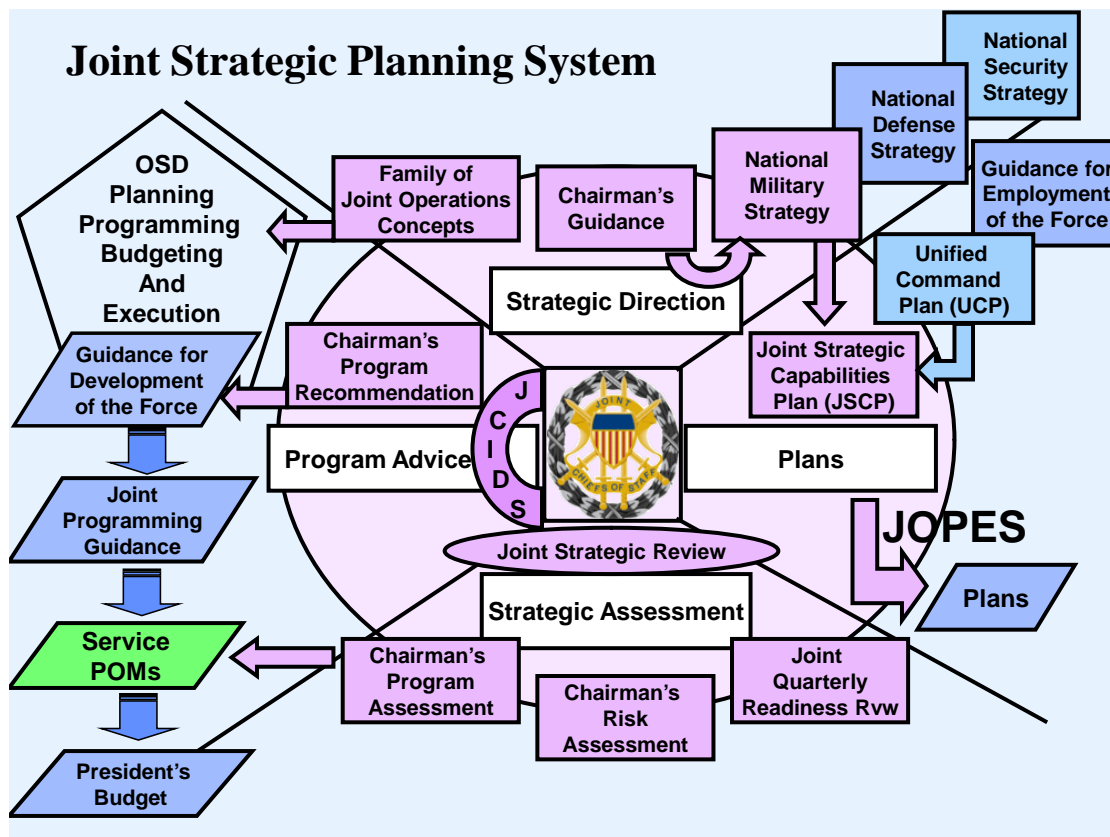 Joint Strategic Planning System
National
Security
Strategy
National
Defense
Strategy
Guidance for
Employment
of the Force
National
Military
Strategy
Chairman's
Guidance
Family of
Joint Operations
Concepts
OSD
Planning
Programming
Budgeting
And
Execution
Unified
Command
Plan (UCP)
Strategic Direction
Joint Strategic
Capabilities
Plan (JSCP)
Chairman's
Program
Recommendation
Guidance for
Development
of the Force
J
C
I
D
S
JOINT
CHIEFS OF STAFF
Program Advice
Plans
Joint
Programming
Guidance
JOPES
Joint Strategic Review
Plans
Strategic Assessment
Service
POMs
Chairman's
Program
Assessment
Chairman's
Risk
Assessment
Joint
Quarterly
Readiness Rvw
President's
Budget